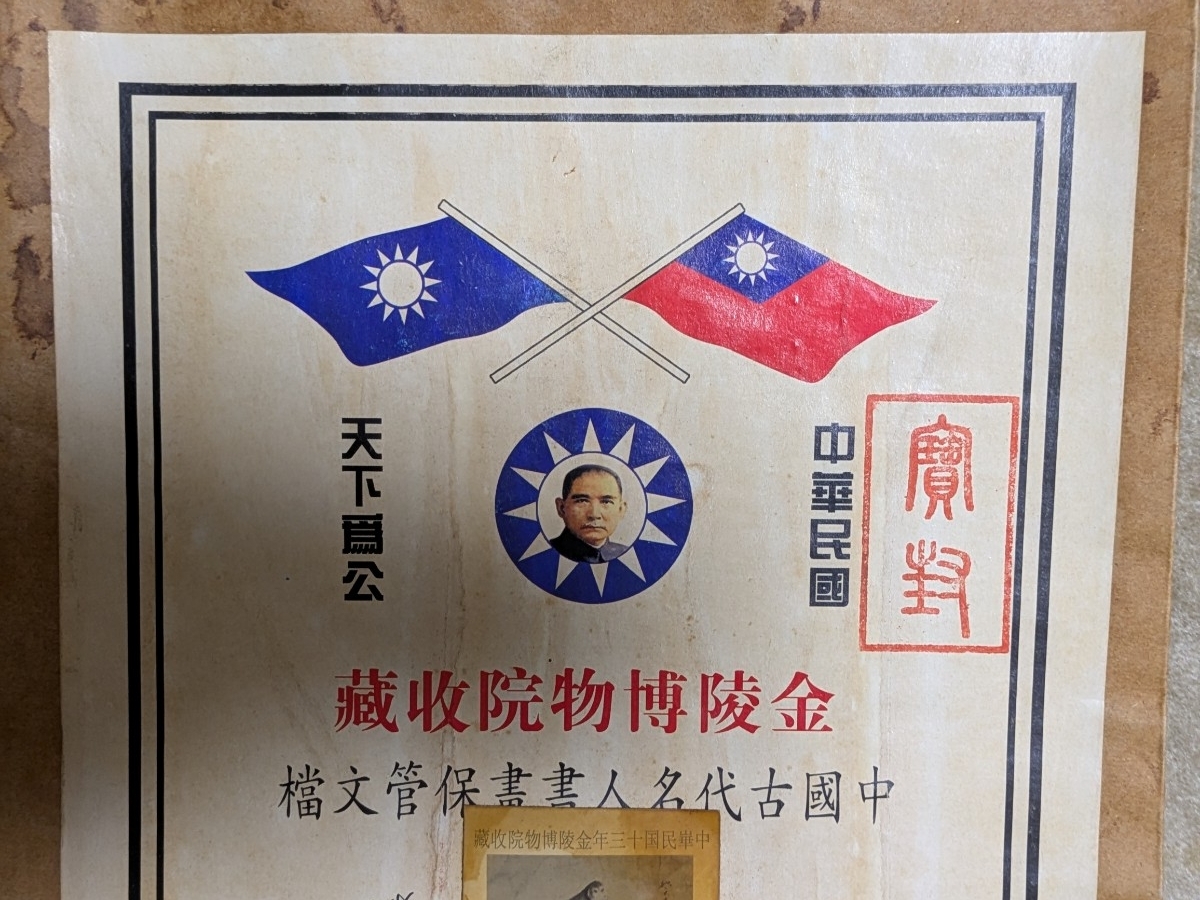 中華民國
天下爲公
寶封
金陵博物院收藏
中國古代名人書畫保管文檔
中華民国十三年金陵博物院收藏